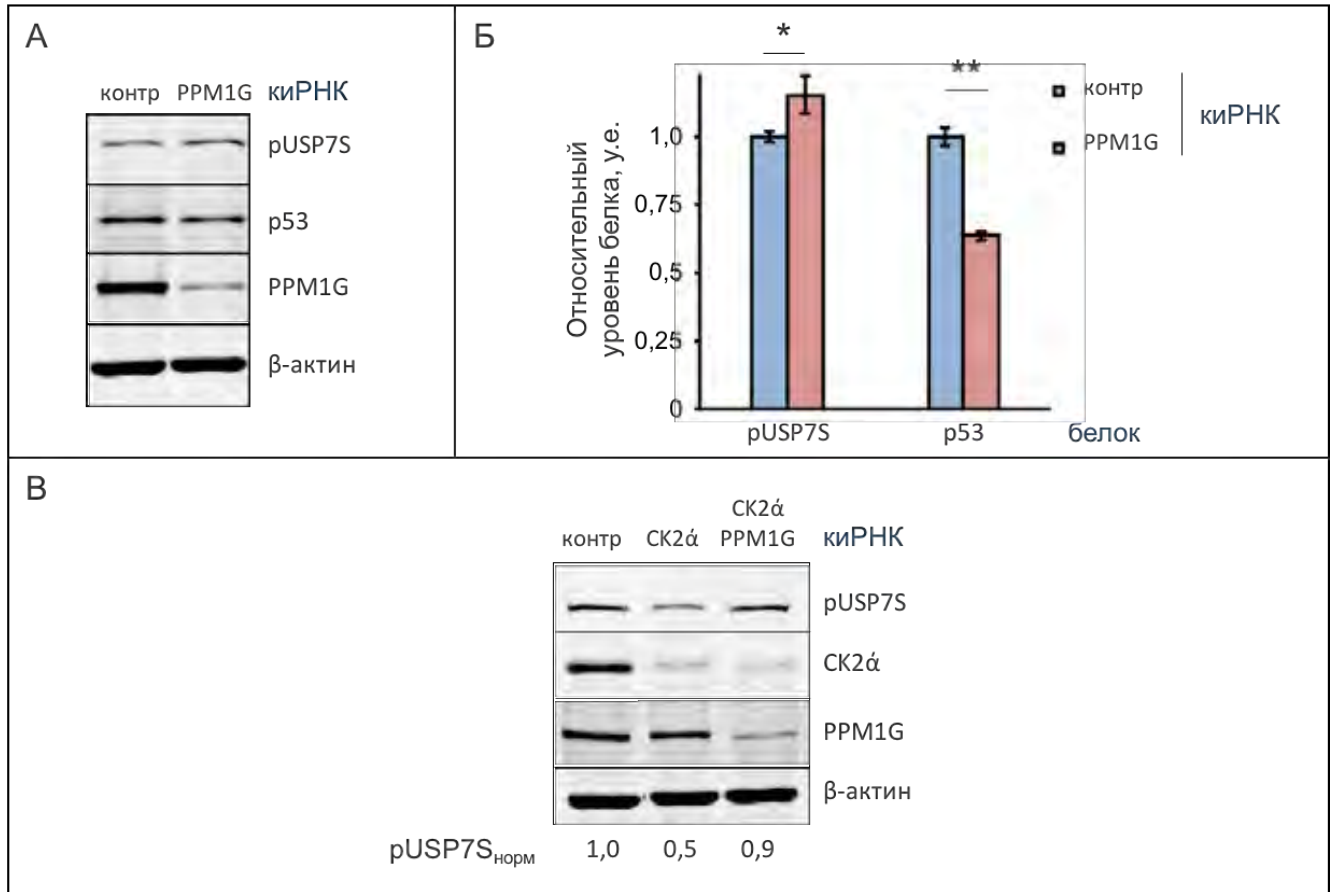 А
контр PPM1G киРНК
pUSP7S
p53
PPM1G
β-актин
Б
*
**
Относительный
уровень белка, у.е.
1,0
0,75
0,5
0,25
0
pUSP7S p53 белок
контр
PPM1G
киРНК
В
CK2ά
контр CK2ά PPM1G киРНК
pUSP7S
CK2ά
PPM1G
β-актин
pUSP7Sнорм 1,0 0,5 0,9